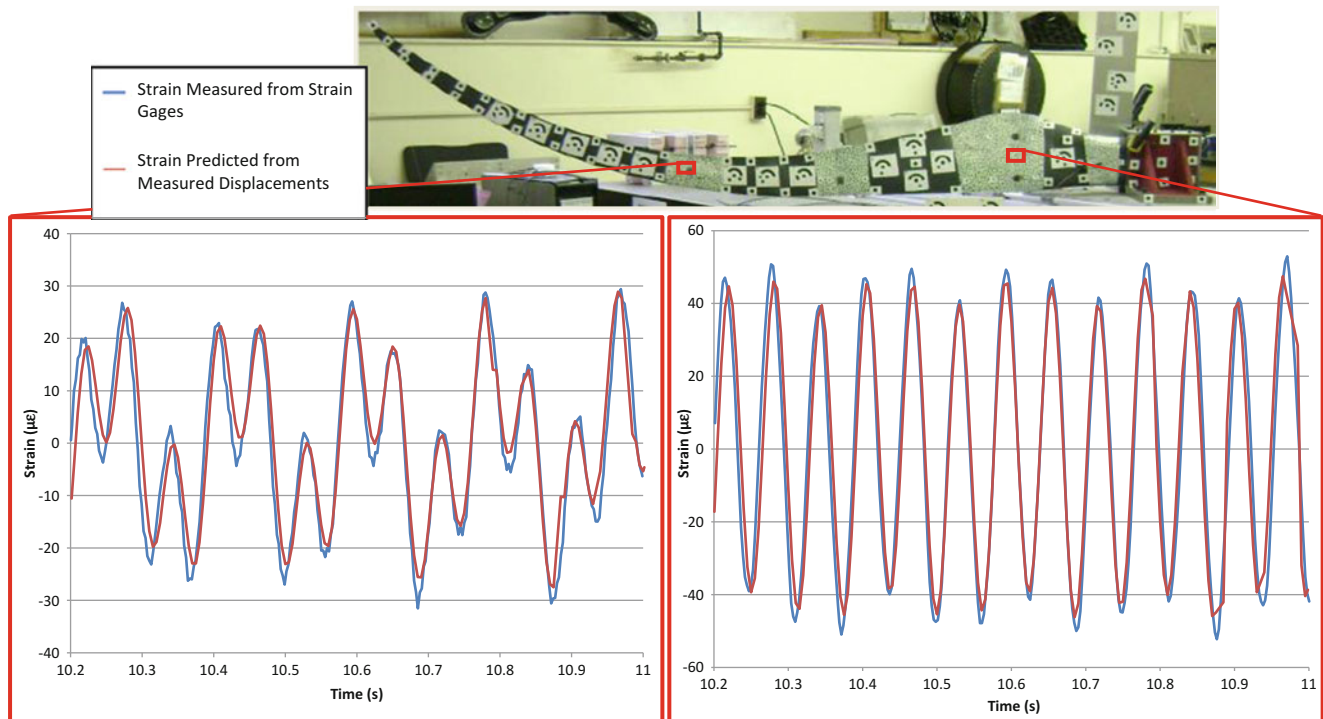 Strain Measured from Strain
Gages
Strain Predicted from
Measured Displacements
40
30
20
10
0
-10
-20
-30
-40
Strain (µε)
10.2 10.3 10.4 10.5 10.6 10.7 10.8 10.9 11
Time (s)
60
40
20
0
-20
-40
-60
Strain (µε)
10.2 10.3 10.4 10.5 10.6 10.7 10.8 10.9 11
Time (s)